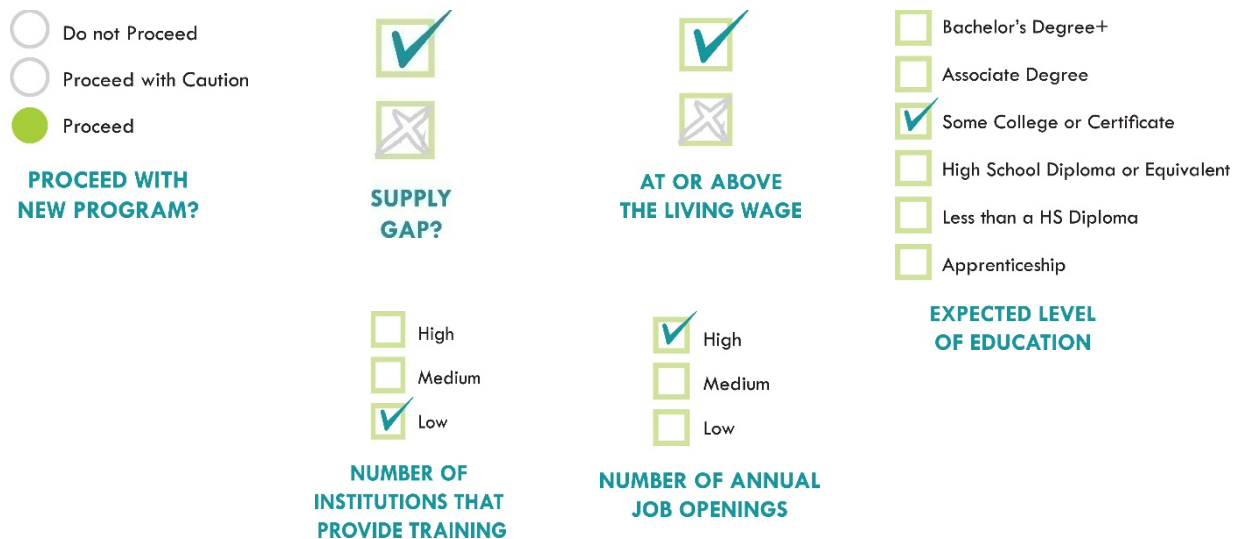 Do not Proceed
Proceed with Caution
Proceed
PROCEED WITH
NEW PROGRAM?
SUPPLY
GAP?
AT OR ABOVE
THE LIVING WAGE
Bachelor's Degree+
Associate Degree
Some College or Certificate
High School Diploma or Equivalent
Less than a HS Diploma
Apprenticeship
EXPECTED LEVEL
OF EDUCATION
High
Medium
Low
NUMBER OF
INSTITUTIONS THAT
PROVIDE TRAINING
High
Medium
Low
NUMBER OF ANNUAL
JOB OPENINGS